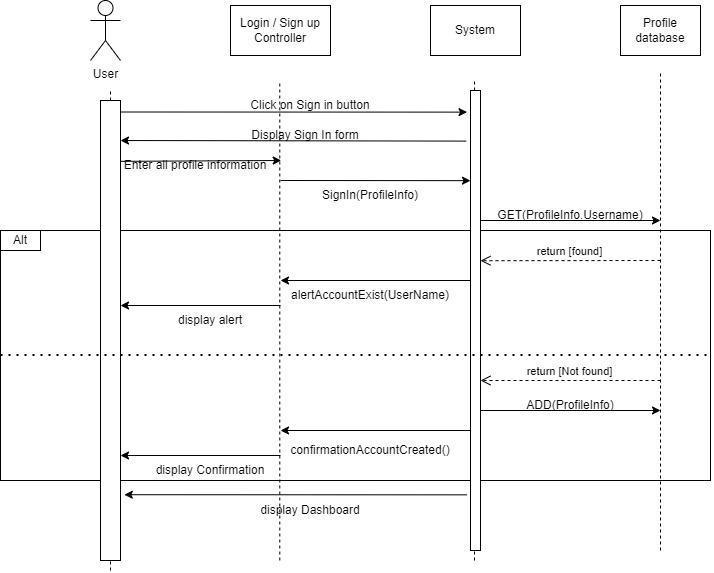 Login / Sign up
Controller
System
Profile
database
User
Click on Sign in button
Display Sign In form
Enter all profile information
SignIn(ProfileInfo)
GET(ProfileInfo.Username)
Alt
return [found]
alertAccountExist(UserName)
display alert
return [Not found]
ADD(ProfileInfo)
confirmationAccountCreated()
display Confirmation
display Dashboard